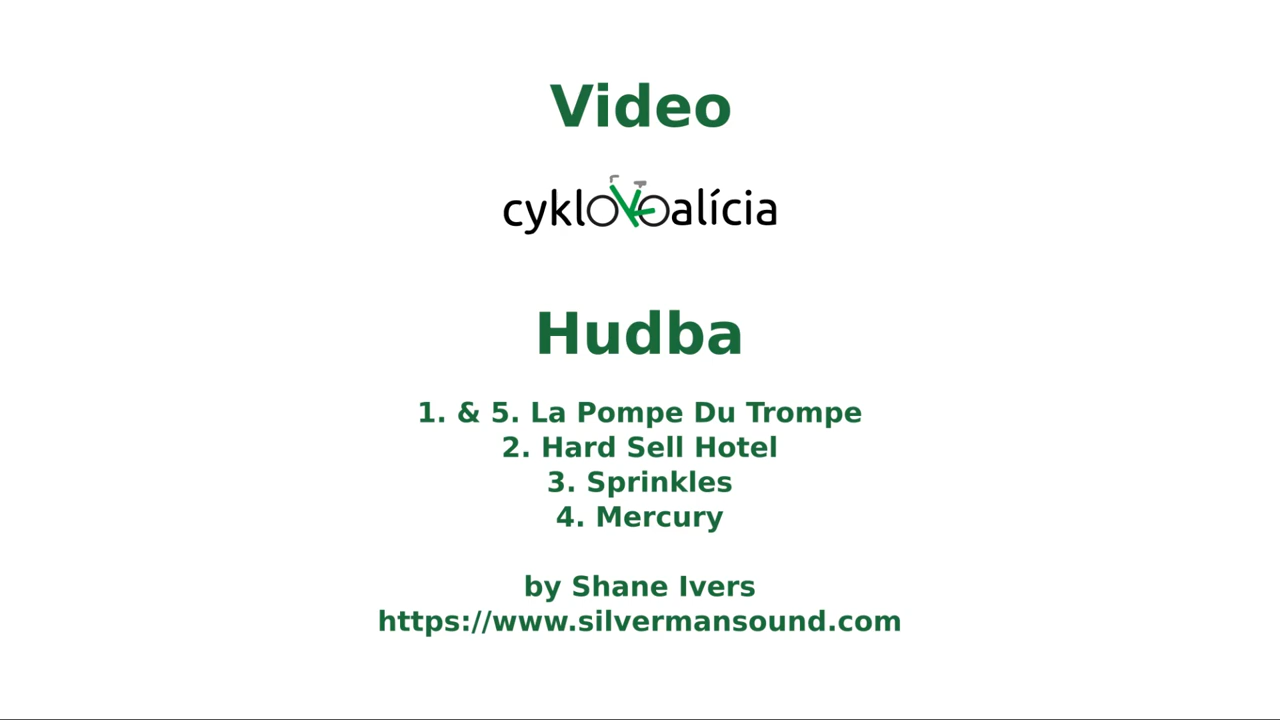 Video
cykloKoalícia
Hudba
1. & 5. La Pompe Du Trompe
2. Hard Sell Hotel
3. Sprinkles
4. Mercury
by Shane Ivers
https://www.silvermansound.com